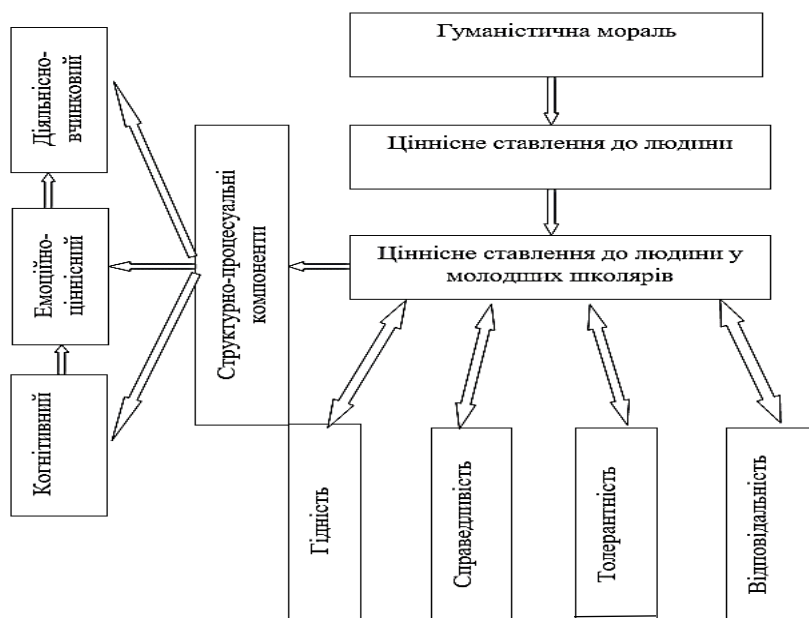 Гуманістична мораль
Ціннісне ставлення до людини
Ціннісне ставлення до людини у
молодших школярів
Структурно-процесуальні
компоненти
Діяльнісно-
вчинковий
Емоційно-
ціннісній
Когнітивний
Гідність
Справедливість
Толерантність
Відповідальність